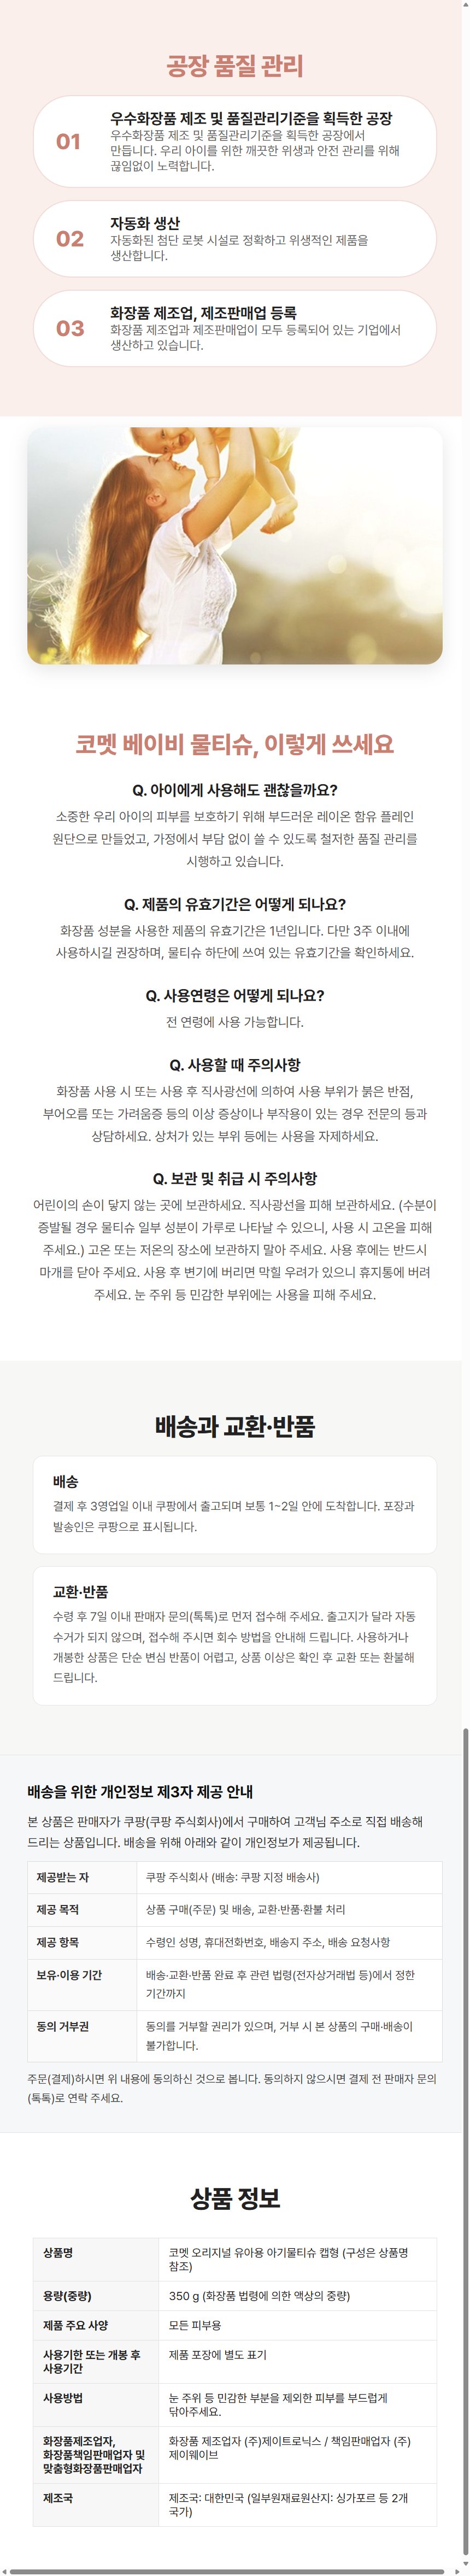 공장 품질 관리
01
우수화장품 제조 및 품질관리기준을 획득한 공장
우수화장품 제조 및 품질관리기준을 획득한 공장에서
만듭니다. 우리 아이를 위한 깨끗한 위생과 안전 관리를 위해
끊임없이 노력합니다.
02
자동화 생산
자동화된 첨단 로봇 시설로 정확하고 위생적인 제품을
생산합니다.
03
화장품 제조업, 제조판매업 등록
화장품 제조업과 제조판매업이 모두 등록되어 있는 기업에서
생산하고 있습니다.
코멧 베이비 물티슈, 이렇게 쓰세요
Q. 아이에게 사용해도 괜찮을까요?
소중한 우리 아이의 피부를 보호하기 위해 부드러운 레이온 함유 플레인
원단으로 만들었고, 가정에서 부담 없이 쓸 수 있도록 철저한 품질 관리를
시행하고 있습니다.
Q. 제품의 유효기간은 어떻게 되나요?
화장품 성분을 사용한 제품의 유효기간은 1년입니다. 다만 3주 이내에
사용하시길 권장하며, 물티슈 하단에 쓰여 있는 유효기간을 확인하세요.
Q. 사용연령은 어떻게 되나요?
전 연령에 사용 가능합니다.
Q. 사용할 때 주의사항
화장품 사용 시 또는 사용 후 직사광선에 의하여 사용 부위가 붉은 반점,
부어오름 또는 가려움증 등의 이상 증상이나 부작용이 있는 경우 전문의 등과
상담하세요. 상처가 있는 부위 등에는 사용을 자제하세요.
Q. 보관 및 취급 시 주의사항
어린이의 손이 닿지 않는 곳에 보관하세요. 직사광선을 피해 보관하세요. (수분이
증발될 경우 물티슈 일부 성분이 가루로 나타날 수 있으니, 사용 시 고온을 피해
주세요.) 고온 또는 저온의 장소에 보관하지 말아 주세요. 사용 후에는 반드시
마개를 닫아 주세요. 사용 후 변기에 버리면 막힐 우려가 있으니 휴지통에 버려
주세요. 눈 주위 등 민감한 부위에는 사용을 피해 주세요.
배송과 교환·반품
배송
결제 후 3영업일 이내 쿠팡에서 출고되며 보통 1~2일 안에 도착합니다. 포장과
발송인은 쿠팡으로 표시됩니다.
교환·반품
수령 후 7일 이내 판매자 문의(톡톡)로 먼저 접수해 주세요. 출고지가 달라 자동
수거가 되지 않으며, 접수해 주시면 회수 방법을 안내해 드립니다. 사용하거나
개봉한 상품은 단순 변심 반품이 어렵고, 상품 이상은 확인 후 교환 또는 환불해
드립니다.
배송을 위한 개인정보 제3자 제공 안내
본 상품은 판매자가 쿠팡(쿠팡 주식회사)에서 구매하여 고객님 주소로 직접 배송해
드리는 상품입니다. 배송을 위해 아래와 같이 개인정보가 제공됩니다.
제공받는 자
쿠팡 주식회사 (배송: 쿠팡 지정 배송사)
제공 목적
상품 구매(주문) 및 배송, 교환·반품·환불 처리
제공 항목
수령인 성명, 휴대전화번호, 배송지 주소, 배송 요청사항
보유·이용 기간
배송·교환·반품 완료 후 관련 법령(전자상거래법 등)에서 정한
기간까지
동의 거부권
동의를 거부할 권리가 있으며, 거부 시 본 상품의 구매·배송이
불가합니다.
주문(결제)하시면 위 내용에 동의하신 것으로 봅니다. 동의하지 않으시면 결제 전 판매자 문의
(톡톡)로 연락 주세요.
상품 정보
상품명
코멧 오리지널 유아용 아기물티슈 캡형 (구성은 상품명
참조)
용량(중량)
350 g (화장품 법령에 의한 액상의 중량)
제품 주요 사양
모든 피부용
사용기한 또는 개봉 후
사용기간
제품 포장에 별도 표기
사용방법
눈 주위 등 민감한 부분을 제외한 피부를 부드럽게
닦아주세요.
화장품제조업자,
화장품책임판매업자 및
맞춤형화장품판매업자
화장품 제조업자 (주)제이트로닉스 / 책임판매업자 (주)
제이웨이브
제조국
제조국: 대한민국 (일부원재료원산지: 싱가포르 등 2개
국가)